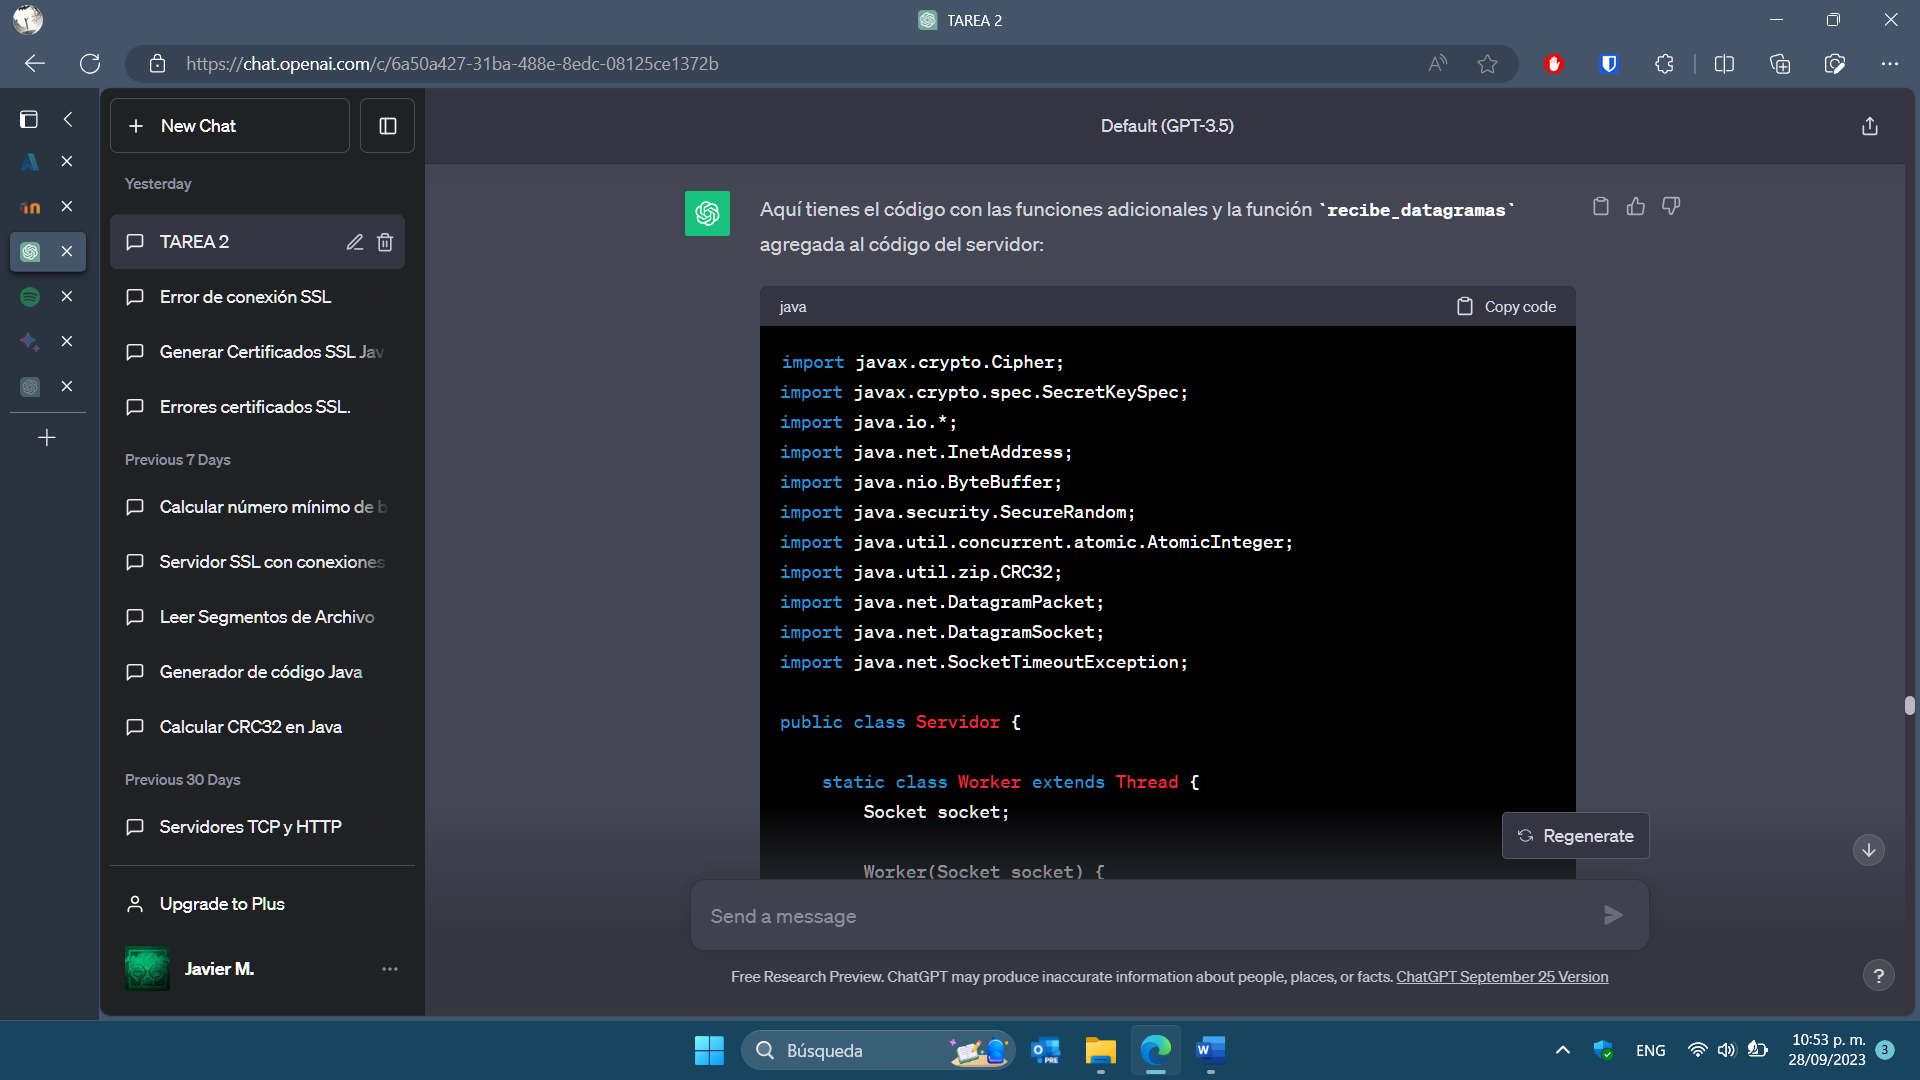 TAREA 2
https://chat.openai.com/c/6a50a427-31ba-488e-8edc-08125ce1372b
New Chat
Default (GPT-3.5)
Yesterday
TAREA 2
Error de conexión SSL
Generar Certificados SSL Jav
Errores certificados SSL.
Previous 7 Days
Calcular número mínimo de b
Servidor SSL con conexiones
Leer Segmentos de Archivo
Generador de código Java
Calcular CRC32 en Java
Previous 30 Days
Servidores TCP y HTTP
Upgrade to Plus
Javier M.
Aquí tienes el código con las funciones adicionales y la función `recibe_datagramas`
agregada al código del servidor:
java
Copy code
import javax.crypto.Cipher;
import javax.crypto.spec.SecretKeySpec;
import java.io.*;
import java.net.InetAddress;
import java.nio.ByteBuffer;
import java.security.SecureRandom;
import java.util.concurrent.atomic.AtomicInteger;
import java.util.zip.CRC32;
import java.net.DatagramPacket;
import java.net.DatagramSocket;
import java.net.SocketTimeoutException;
public class Servidor {
static class Worker extends Thread {
Socket socket;
Worker(Socket socket) {
Regenerate
Send a message
Free Research Preview. ChatGPT may produce inaccurate information about people, places, or facts. ChatGPT September 25 Version
?
Búsqueda
ENG
10:53 p. m.
28/09/2023
3